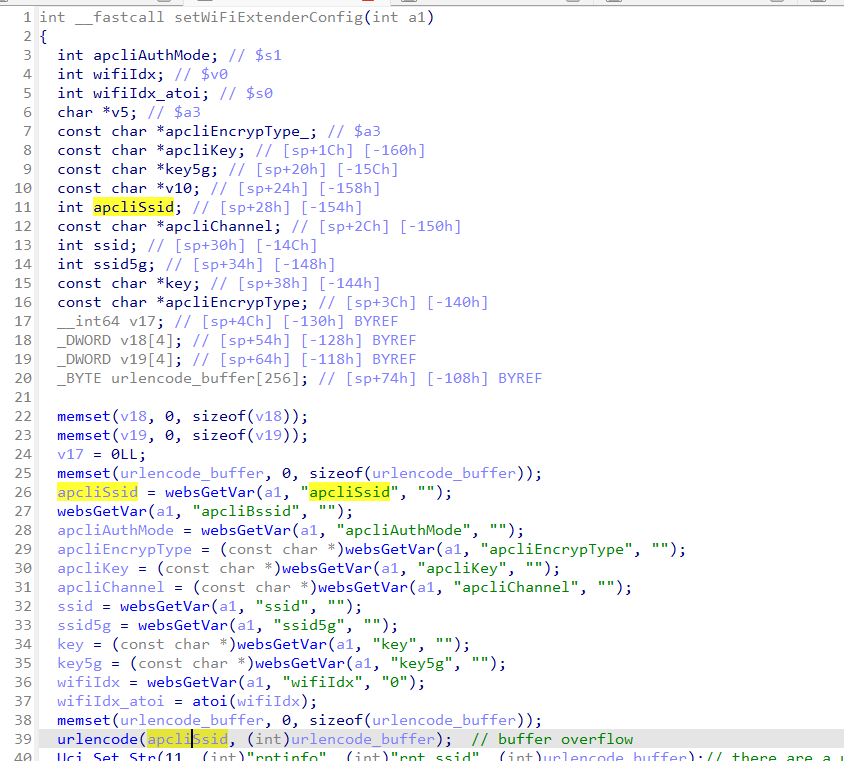 1 int __fastcall setWiFiExtenderConfig(int a1)
2 {
3 int apcliAuthMode; // $s1
4 int wifiIdx; // $v0
5 int wifiIdx_atoi; // $s0
6 char *v5; // $a3
7 const char *apcliEncrypType_; // $a3
8 const char *apcliKey; // [sp+1Ch] [-160h]
9 const char *key5g; // [sp+20h] [-15Ch]
10 const char *v10; // [sp+24h] [-158h]
11 int apcliSsid; // [sp+28h] [-154h]
12 const char *apcliChannel; // [sp+2Ch] [-150h]
13 int ssid; // [sp+30h] [-14Ch]
14 int ssid5g; // [sp+34h] [-148h]
15 const char *key; // [sp+38h] [-144h]
16 const char *apcliEncrypType; // [sp+3Ch] [-140h]
17 __int64 v17; // [sp+4Ch] [-130h] BYREF
18 _DWORD v18[4]; // [sp+54h] [-128h] BYREF
19 _DWORD v19[4]; // [sp+64h] [-118h] BYREF
20 _BYTE urlencode_buffer[256]; // [sp+74h] [-108h] BYREF
21
22 memset(v18, 0, sizeof(v18));
23 memset(v19, 0, sizeof(v19));
24 v17 = 0LL;
25 memset(urlencode_buffer, 0, sizeof(urlencode_buffer));
26 apcliSsid = websGetVar(a1, "apcliSsid", "");
27 websGetVar(a1, "apcliBssid", "");
28 apcliAuthMode = websGetVar(a1, "apcliAuthMode", "");
29 apcliEncrypType = (const char *)websGetVar(a1, "apcliEncrypType", "");
30 apcliKey = (const char *)websGetVar(a1, "apcliKey", "");
31 apcliChannel = (const char *)websGetVar(a1, "apcliChannel", "");
32 ssid = websGetVar(a1, "ssid", "");
33 ssid5g = websGetVar(a1, "ssid5g", "");
34 key = (const char *)websGetVar(a1, "key", "");
35 key5g = (const char *)websGetVar(a1, "key5g", "");
36 wifiIdx = websGetVar(a1, "wifiIdx", "0");
37 wifiIdx_atoi = atoi(wifiIdx);
38 memset(urlencode_buffer, 0, sizeof(urlencode_buffer));
39 urlencode(apcliSsid, (int)urlencode_buffer); // buffer overflow
40 Uci_Set_Str(11, (int)"rptinfo", (int)"rpt_ssid", (int)urlencode_buffer);// there are a